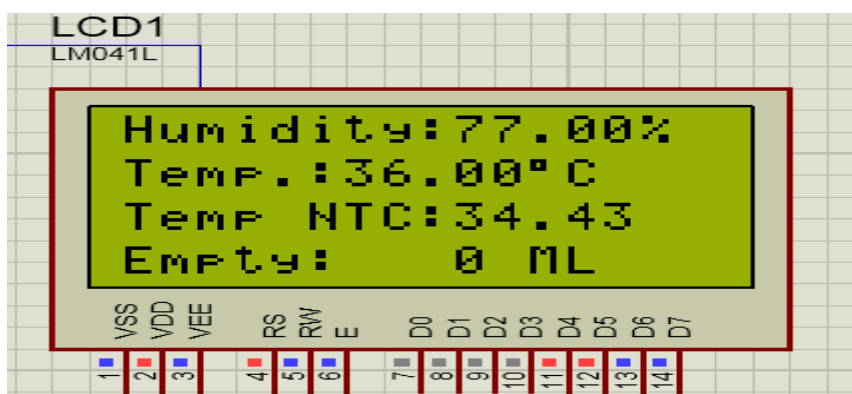 LCD1
LM041L
Humidity:77.00%
Temp.:36.00°C
Temp NTC:34.43
Empty:   0 ML
VSS VDD VEE RS RW E D0 D1 D2 D3 D4 D5 D6 D7
1 2 3 4 5 6 7 8 9 10 11 12 13 14